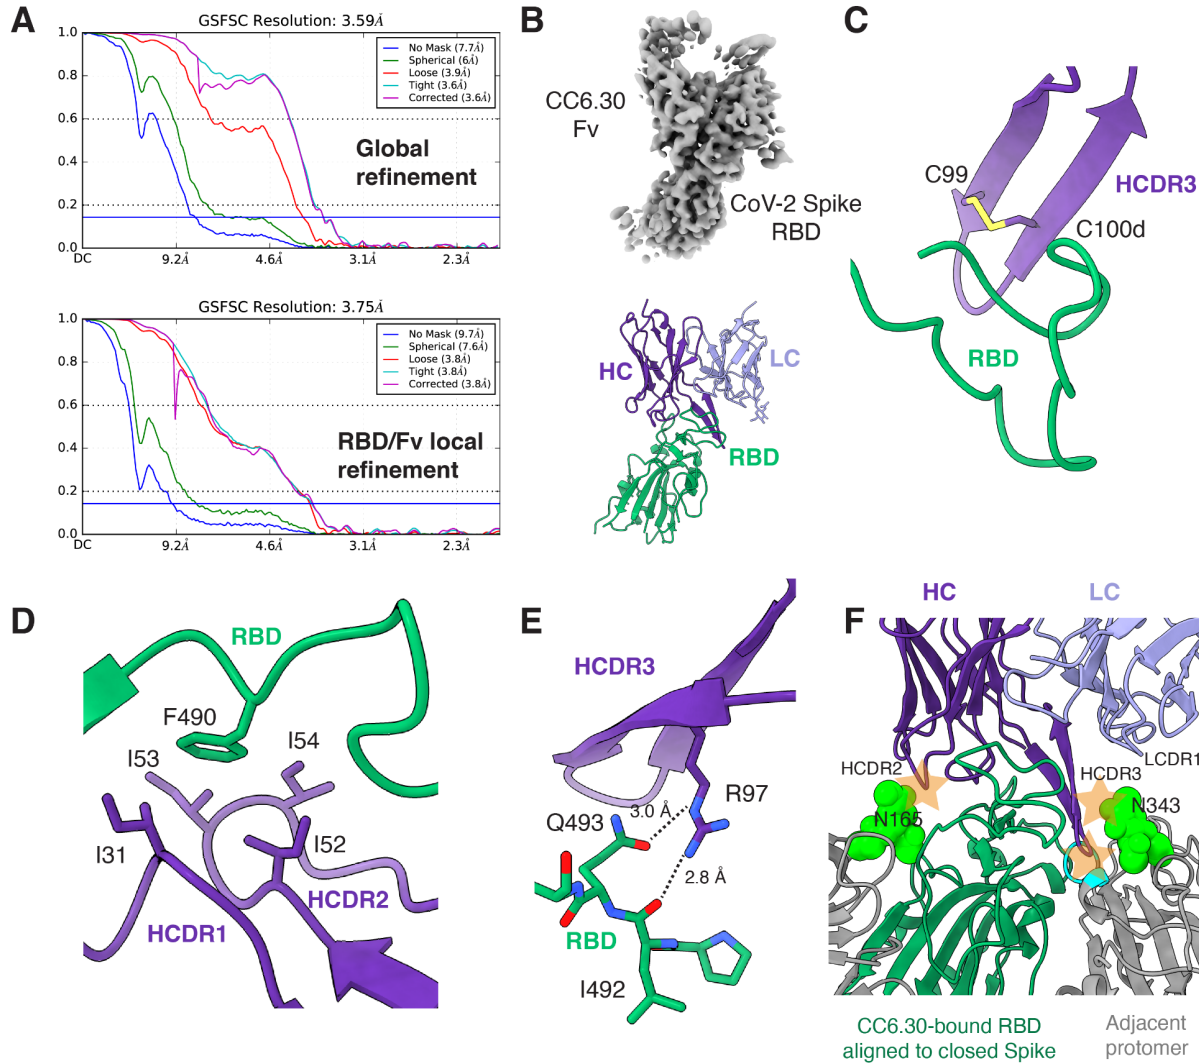 A
GSFSC Resolution: 3.59Å
1.0
0.8
0.6
0.4
0.2
0.0
No Mask (7.7Å)
Spherical (6Å)
Loose (3.9Å)
Tight (3.6Å)
Corrected (3.6Å)
Global
refinement
DC
9.2Å
4.6Å
3.1Å
2.3Å
GSFSC Resolution: 3.75Å
1.0
0.8
0.6
0.4
0.2
0.0
No Mask (9.7Å)
Spherical (7.6Å)
Loose (3.8Å)
Tight (3.8Å)
Corrected (3.8Å)
RBD/Fv local
refinement
DC
9.2Å
4.6Å
3.1Å
2.3Å
B
CC6.30
Fv
CoV-2 Spike
RBD
HC
LC
RBD
C
C99
HCDR3
C100d
RBD
D
RBD
F490
I53
I54
I31
I52
HCDR2
HCDR1
E
HCDR3
R97
3.0 Å
Q493
2.8 Å
RBD
I492
F
HC
LC
LCDR1
HCDR2
HCDR3
N165
N343
CC6.30-bound RBD
aligned to closed Spike
Adjacent
protomer